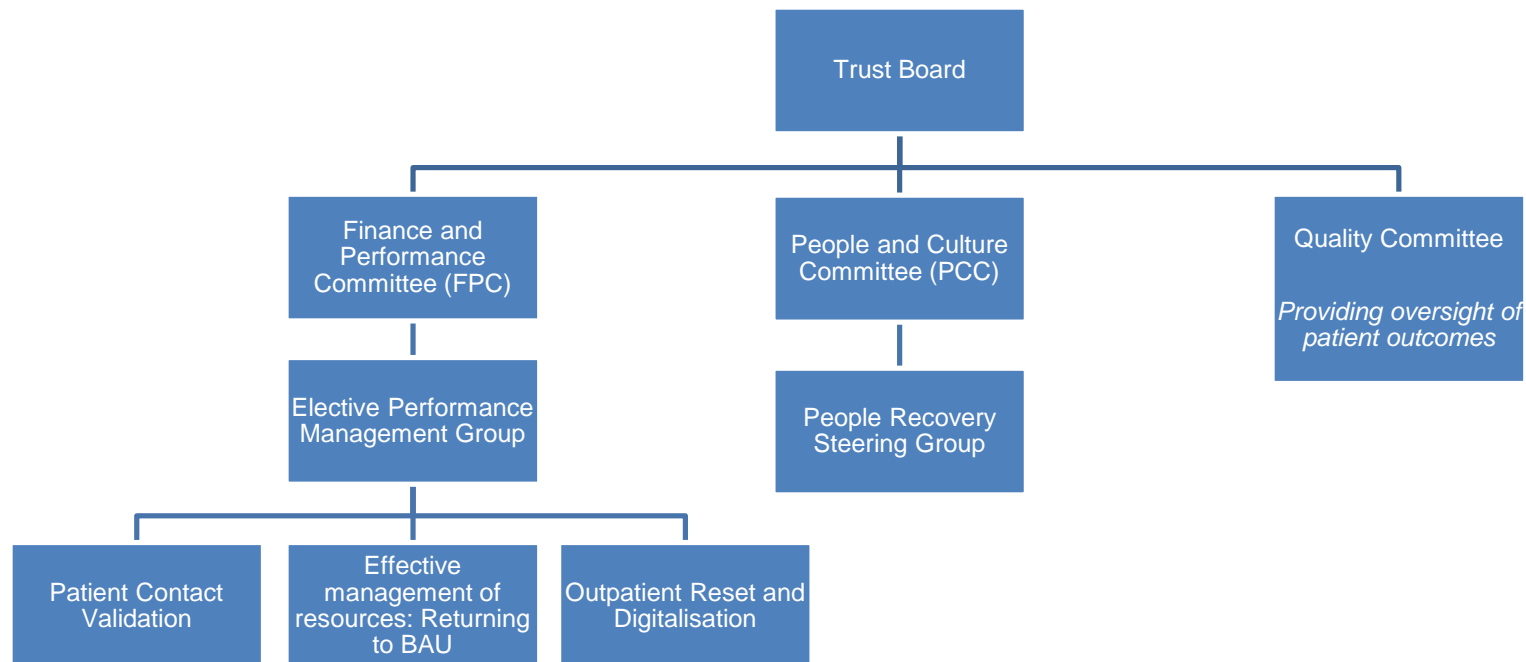 Trust Board
Finance and
Performance
Committee (FPC)
People and Culture
Committee (PCC)
Quality Committee
Providing oversight of
patient outcomes
Elective Performance
Management Group
People Recovery
Steering Group
Patient Contact
Validation
Effective
management of
resources: Returning
to BAU
Outpatient Reset and
Digitalisation